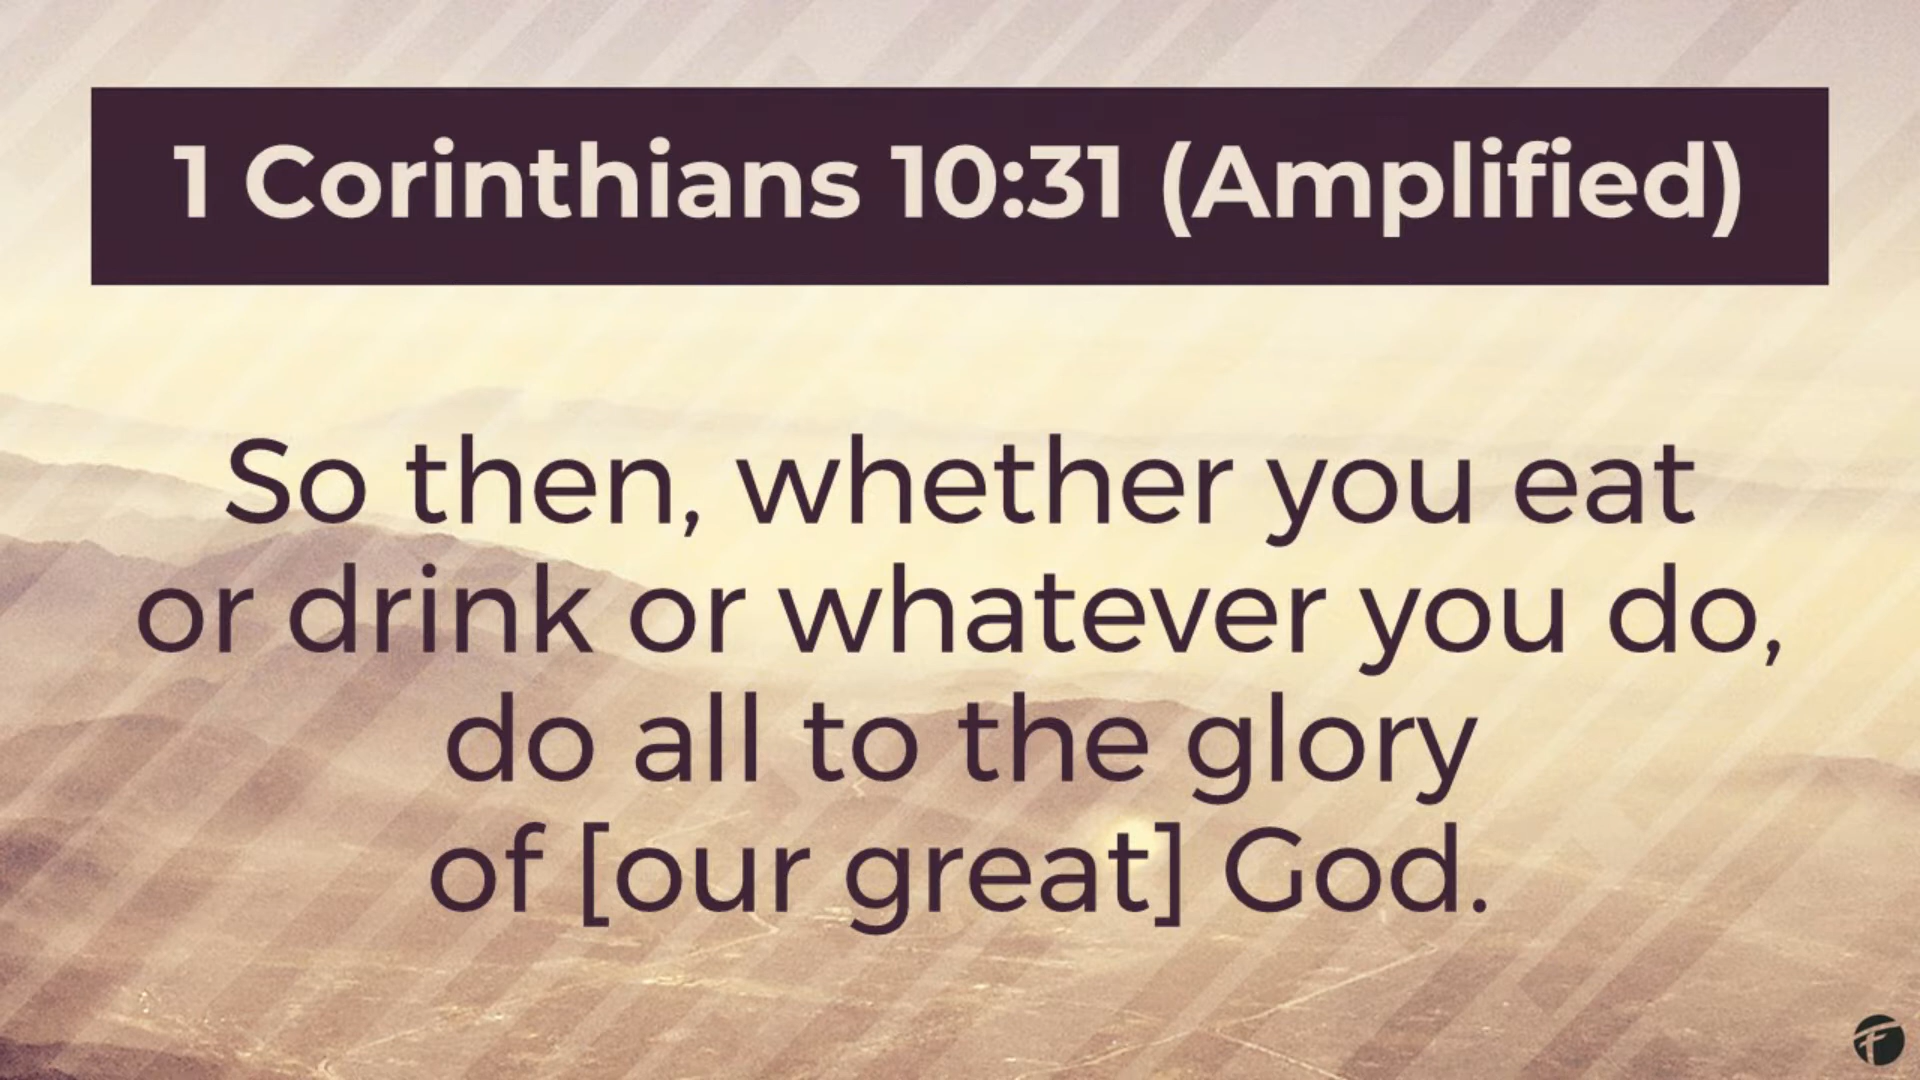 1 Corinthians 10:31 (Amplified)
So then, whether you eat
or drink or whatever you do,
do all to the glory
of [our great] God.